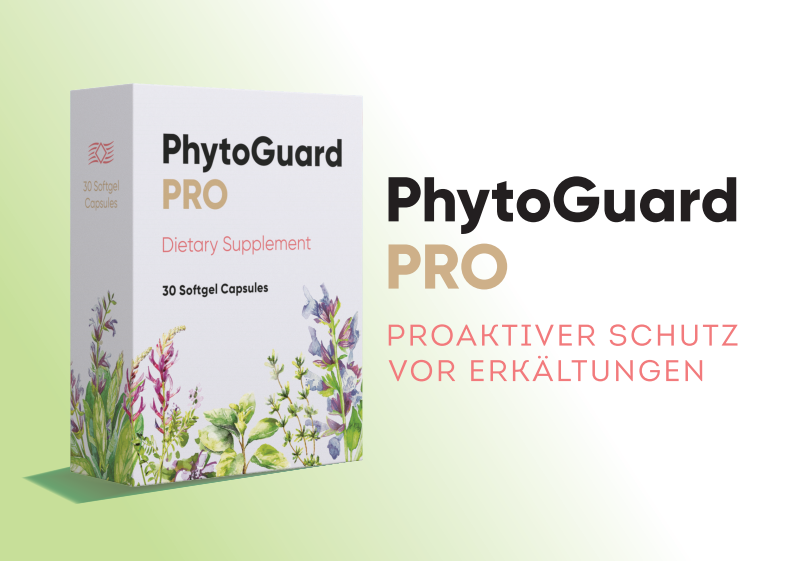 30 Softgel
Capsules
PhytoGuard
PRO
Dietary Supplement
30 Softgel Capsules
PhytoGuard
PRO
PROAKTIVER SCHUTZ
VOR ERKÄLTUNGEN